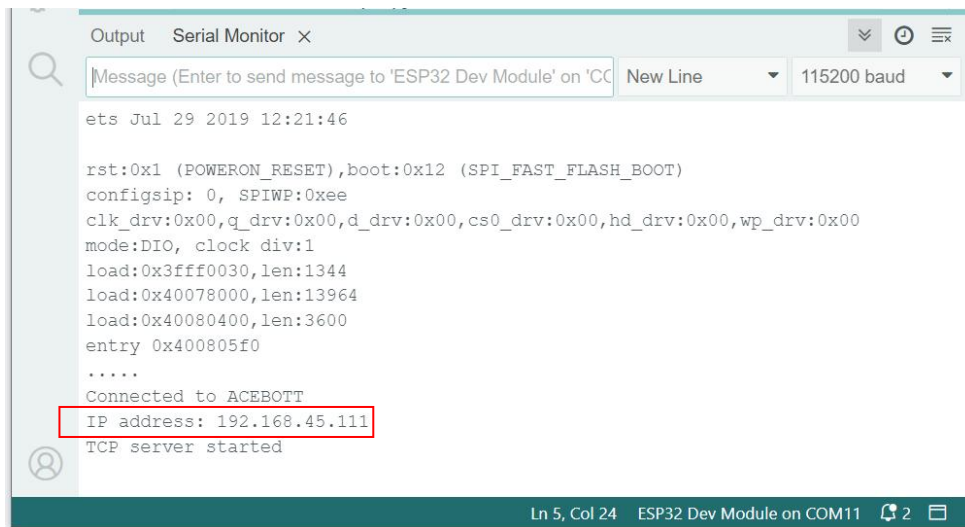 Output Serial Monitor ×
Message (Enter to send message to 'ESP32 Dev Module' on 'CO New Line 115200 baud
ets Jul 29 2019 12:21:46
rst:0x1 (POWERON_RESET),boot:0x12 (SPI_FAST_FLASH_BOOT)
configsip: 0, SPIWP:0xee
clk_drv:0x00,q_drv:0x00,d_drv:0x00,cs0_drv:0x00,hd_drv:0x00,wp_drv:0x00
mode:DIO, clock div:1
load:0x3fff0030,len:1344
load:0x40078000,len:13964
load:0x40080400,len:3600
entry 0x400805f0
.....
Connected to ACEBOTT
IP address: 192.168.45.111
TCP server started
Ln 5, Col 24 ESP32 Dev Module on COM11 2